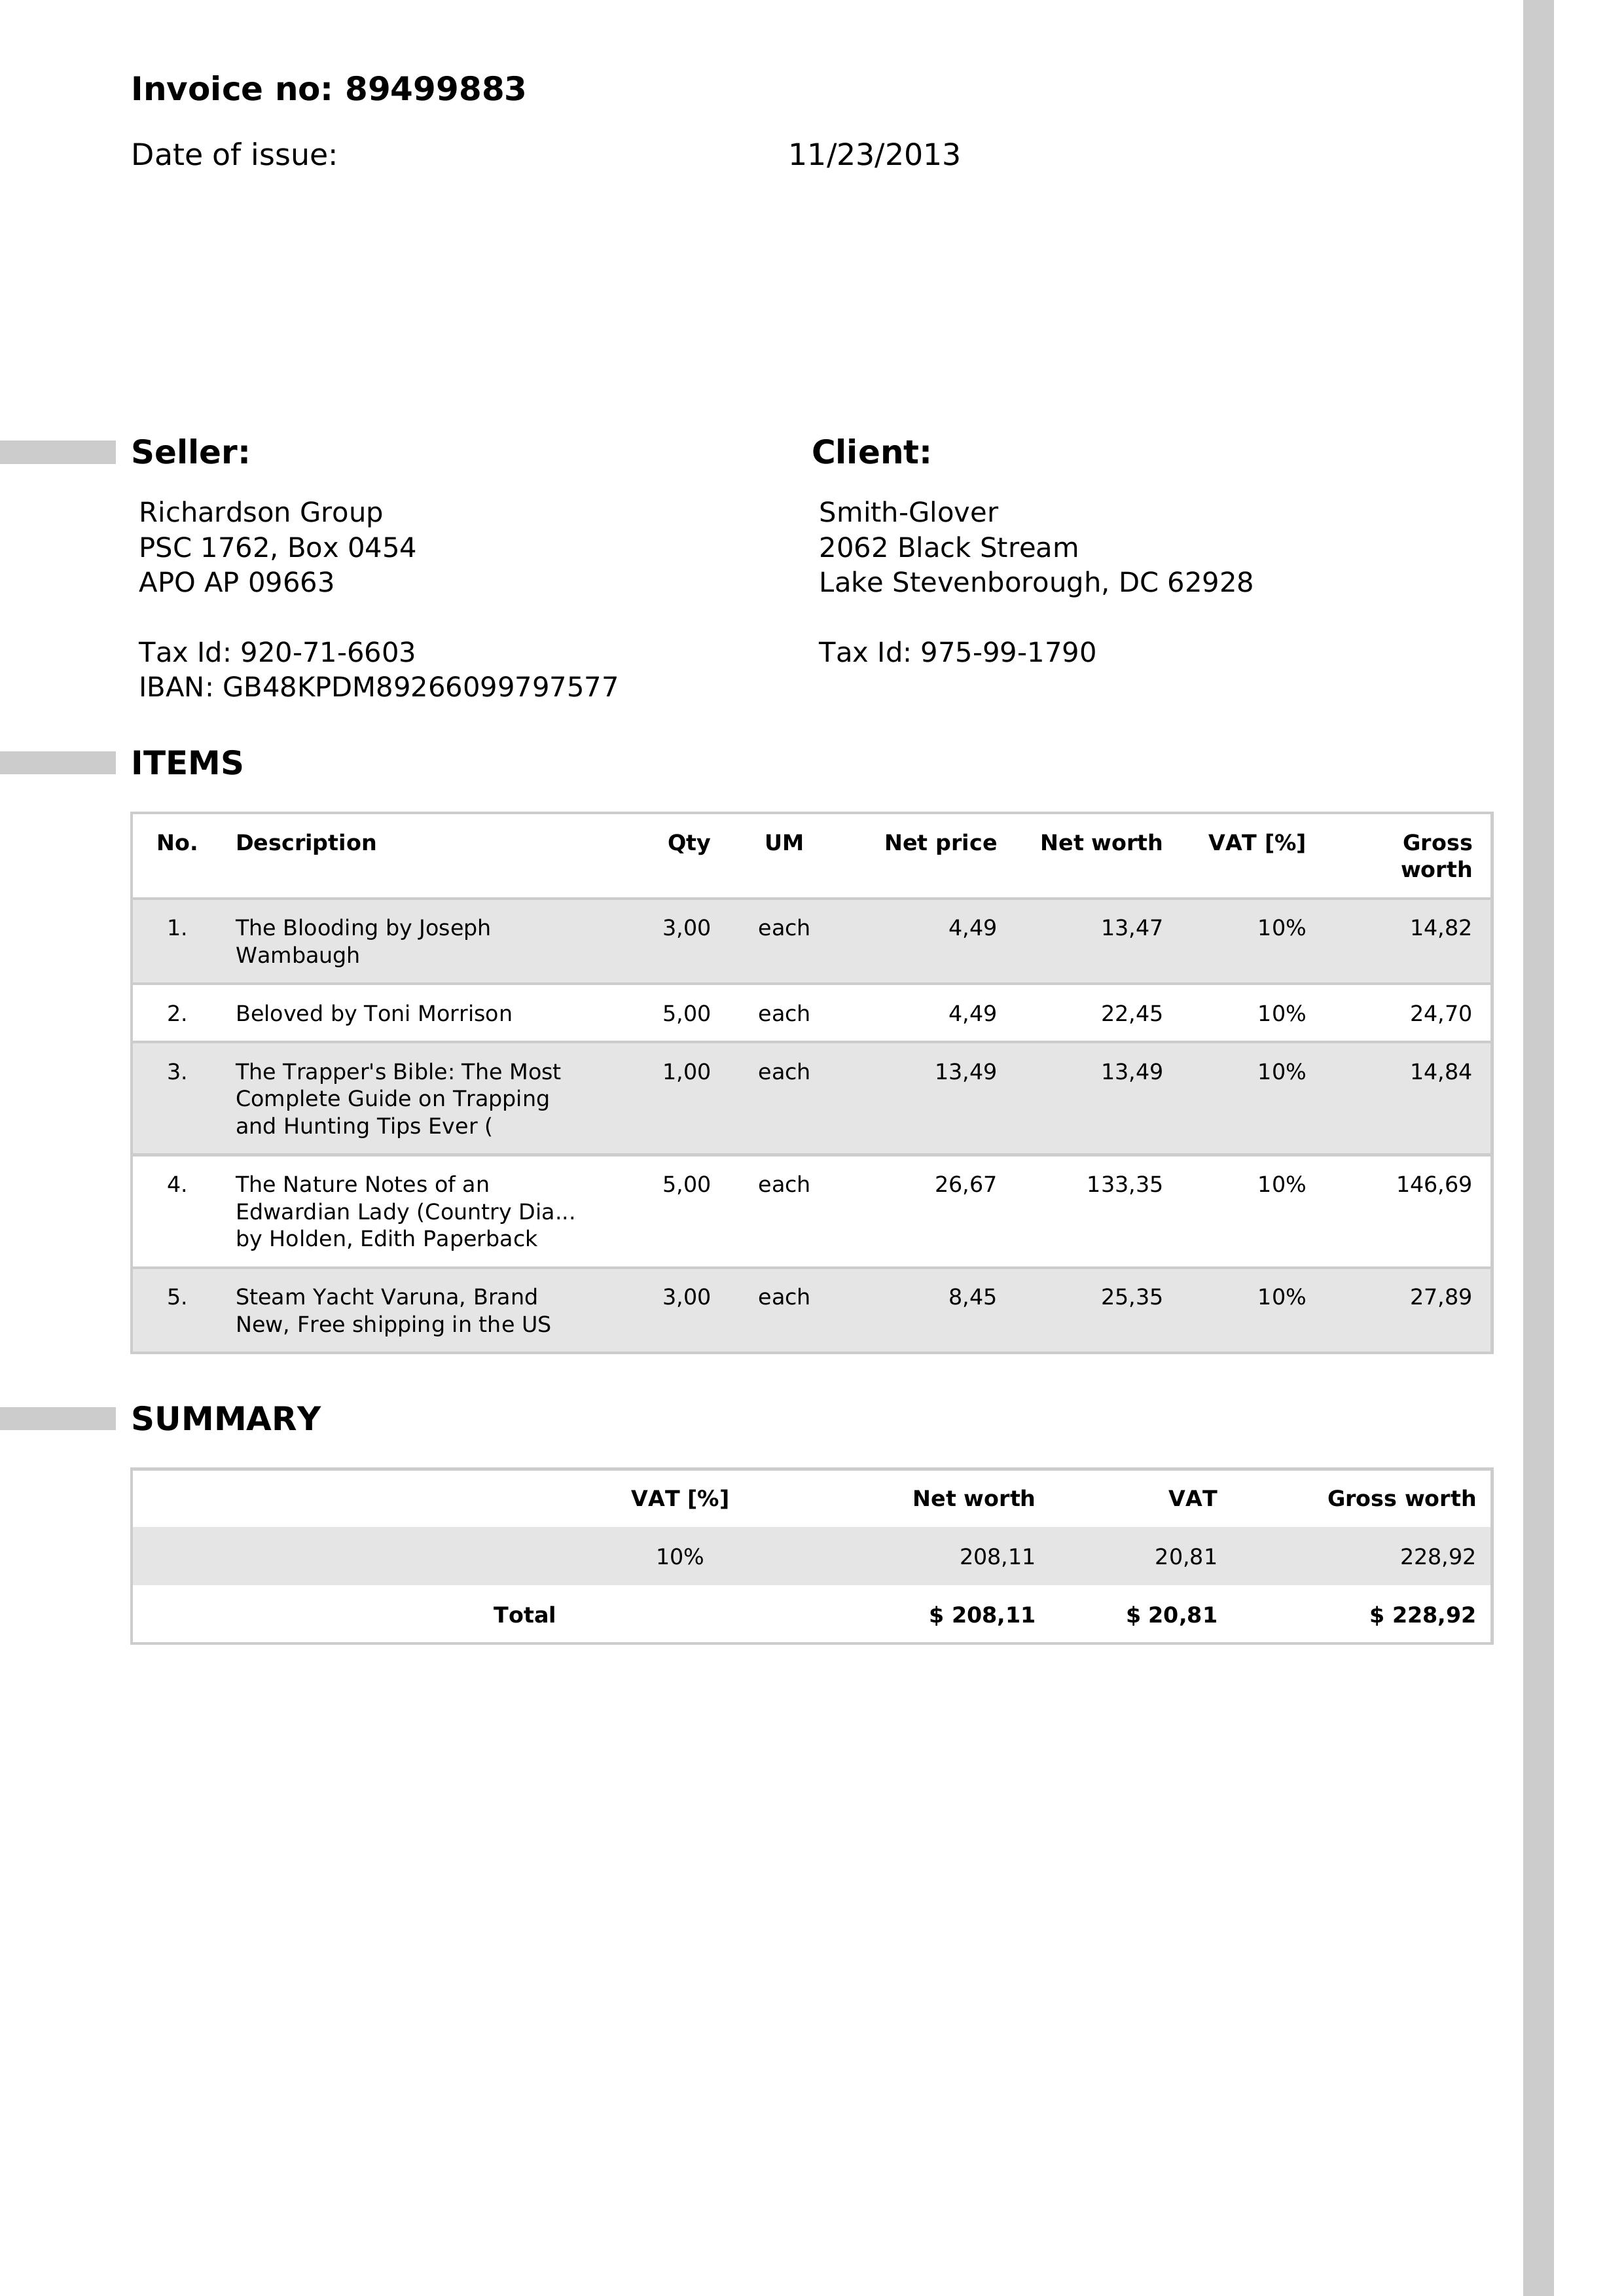 Invoice no: 89499883
Date of issue: 11/23/2013
Seller:
Richardson Group
PSC 1762, Box 0454
APO AP 09663
Tax Id: 920-71-6603
IBAN: GB48KPDM89266099797577
Client:
Smith-Glover
2062 Black Stream
Lake Stevenborough, DC 62928
Tax Id: 975-99-1790
ITEMS
No. Description Qty UM Net price Net worth VAT [%] Gross
worth
1. The Blooding by Joseph 3,00 each 4,49 13,47 10% 14,82
Wambaugh
2. Beloved by Toni Morrison 5,00 each 4,49 22,45 10% 24,70
3. The Trapper's Bible: The Most 1,00 each 13,49 13,49 10% 14,84
Complete Guide on Trapping
and Hunting Tips Ever (
4. The Nature Notes of an 5,00 each 26,67 133,35 10% 146,69
Edwardian Lady (Country Dia...
by Holden, Edith Paperback
5. Steam Yacht Varuna, Brand 3,00 each 8,45 25,35 10% 27,89
New, Free shipping in the US
SUMMARY
VAT [%] Net worth VAT Gross worth
10% 208,11 20,81 228,92
Total $ 208,11 $ 20,81 $ 228,92